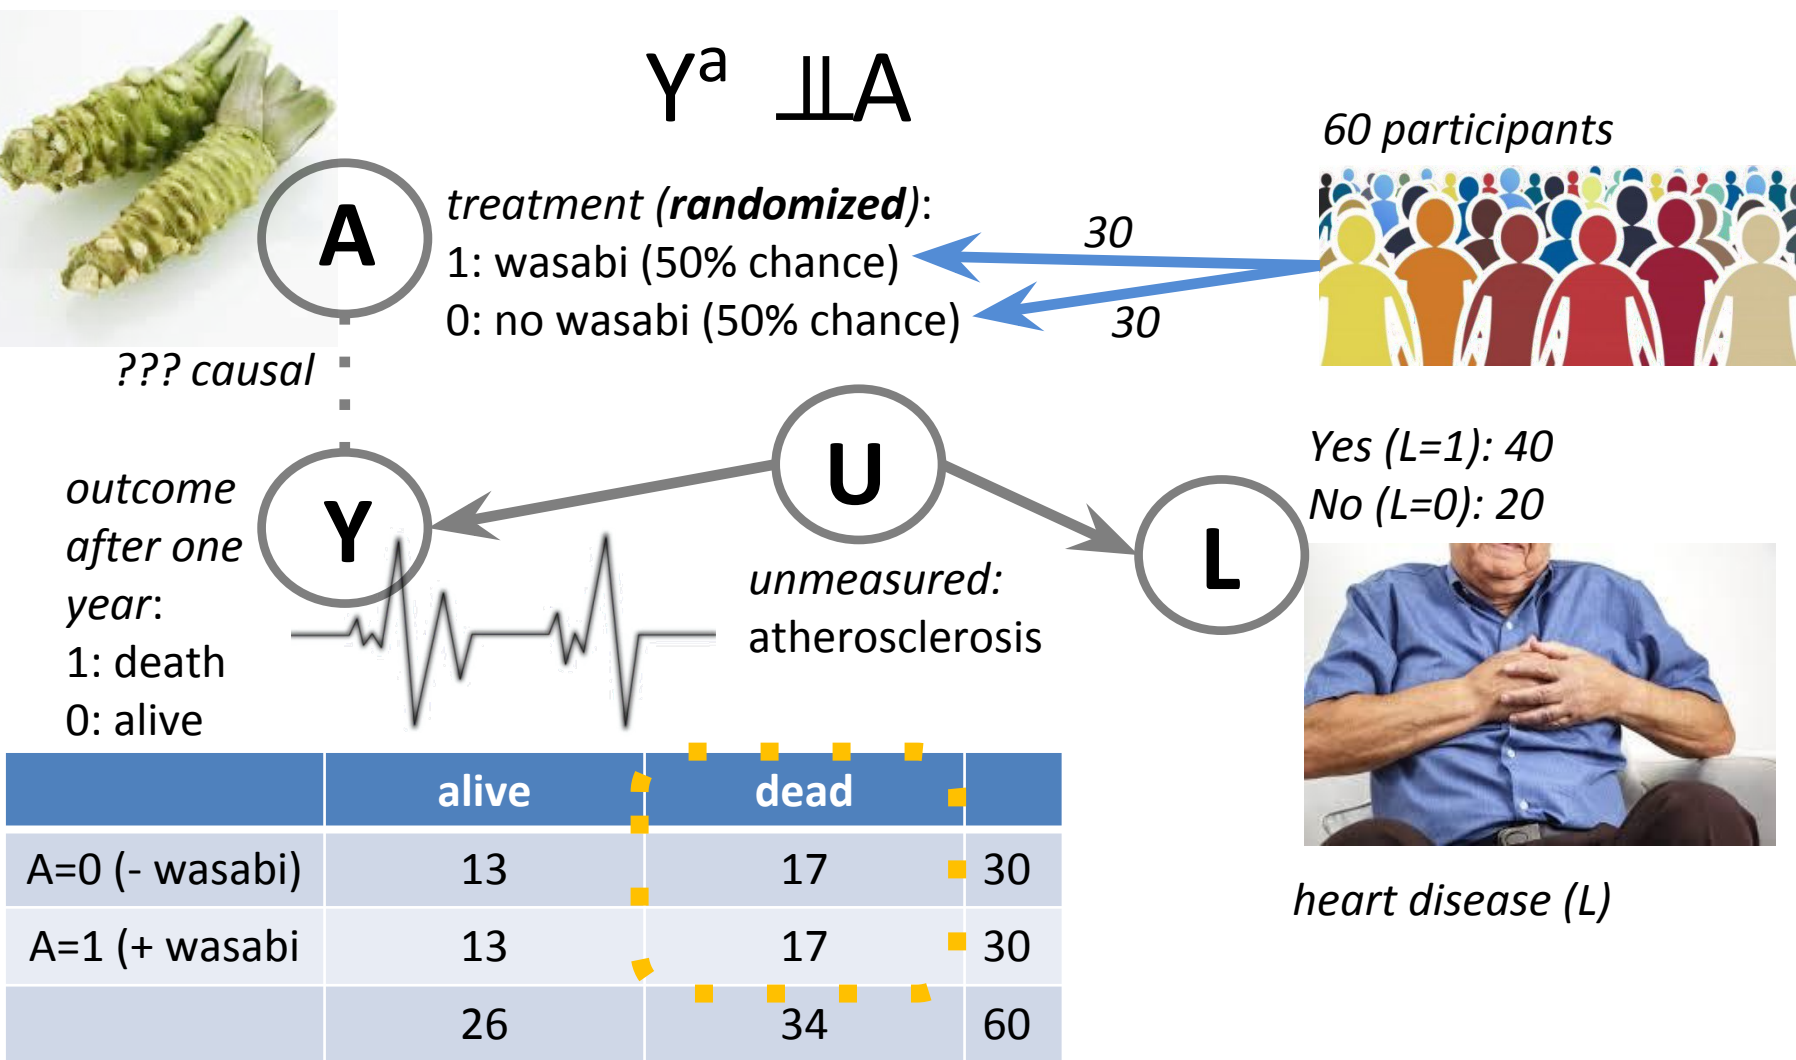 Yᵃ ⫫A
60 participants
A
treatment (randomized):
1: wasabi (50% chance)
0: no wasabi (50% chance)
30
30
??? causal
U
Yes (L=1): 40
No (L=0): 20
Y
L
outcome
after one
year:
1: death
0: alive
unmeasured:
atherosclerosis
heart disease (L)
alive dead
A=0 (- wasabi) 13 17 30
A=1 (+ wasabi 13 17 30
26 34 60